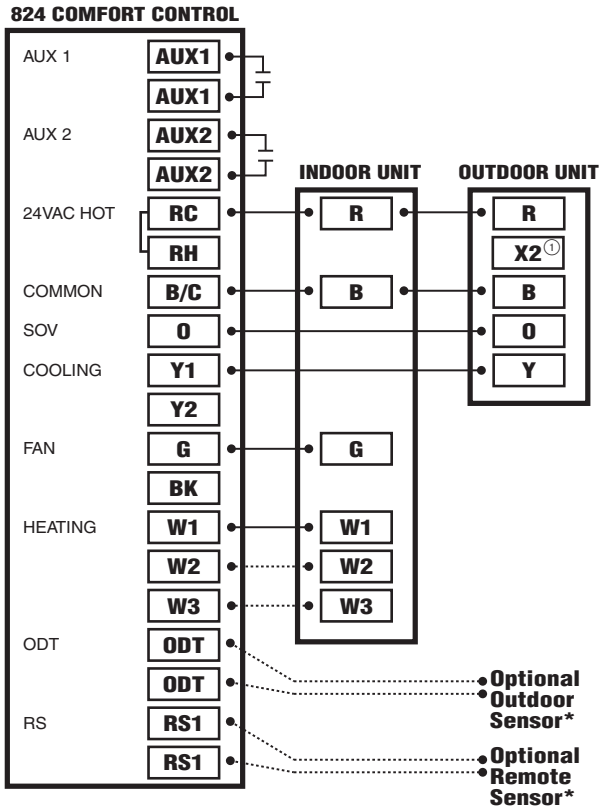 824 COMFORT CONTROL
AUX 1 AUX1
AUX1
AUX 2 AUX2
AUX2
INDOOR UNIT OUTDOOR UNIT
24VAC HOT RC R R
RH X2①
COMMON B/C B B
SOV O O
COOLING Y1 Y
Y2
FAN G G
BK
HEATING W1 W1
W2 W2
W3 W3
ODT ODT
ODT
Optional
Outdoor
Sensor*
RS RS1
RS1
Optional
Remote
Sensor*